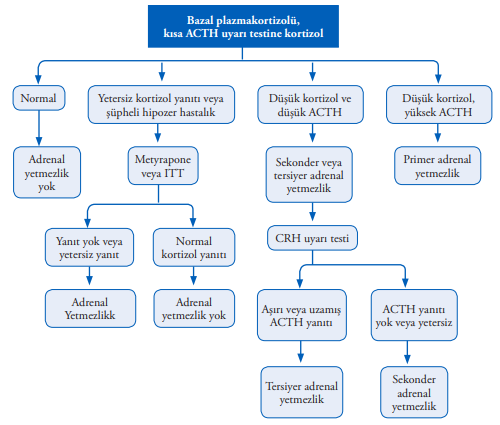 Bazal plazmakortizolü,
kısa ACTH uyarı testine kortizol
Normal
Yetersiz kortizol yanıtı veya
şüpheli hipozer hastalık
Düşük kortizol ve
düşük ACTH
Düşük kortizol,
yüksek ACTH
Adrenal
yetmezlik
yok
Metyrapone
veya ITT
Sekonder veya
tersiyer adrenal
yetmezlik
Primer adrenal
yetmezlik
Yanıt yok veya
yetersiz yanıt
Normal
kortizol yanıtı
CRH uyarı testi
Adrenal
Yetmezlikk
Adrenal
yetmezlik yok
Aşırı veya uzamış
ACTH yanıtı
ACTH yanıtı
yok veya yetersiz
Tersiyer adrenal
yetmezlik
Sekonder
adrenal
yetmezlik